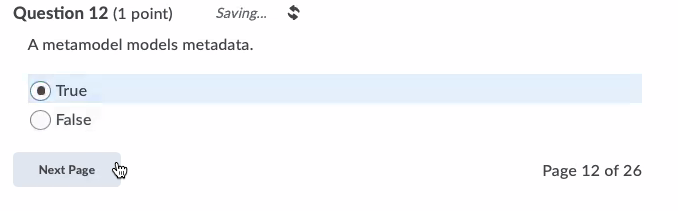 Question 12 (1 point) Saving...
A metamodel models metadata.
True
False
Next Page Page 12 of 26